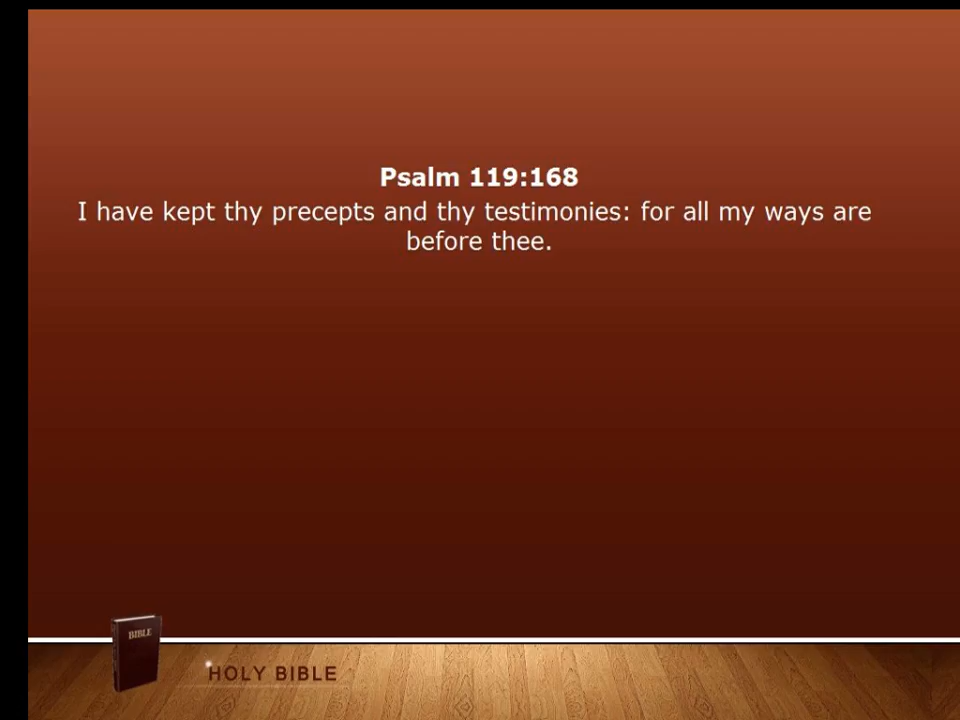 Psalm 119:168
I have kept thy precepts and thy testimonies: for all my ways are
before thee.
BIBLE
HOLY BIBLE